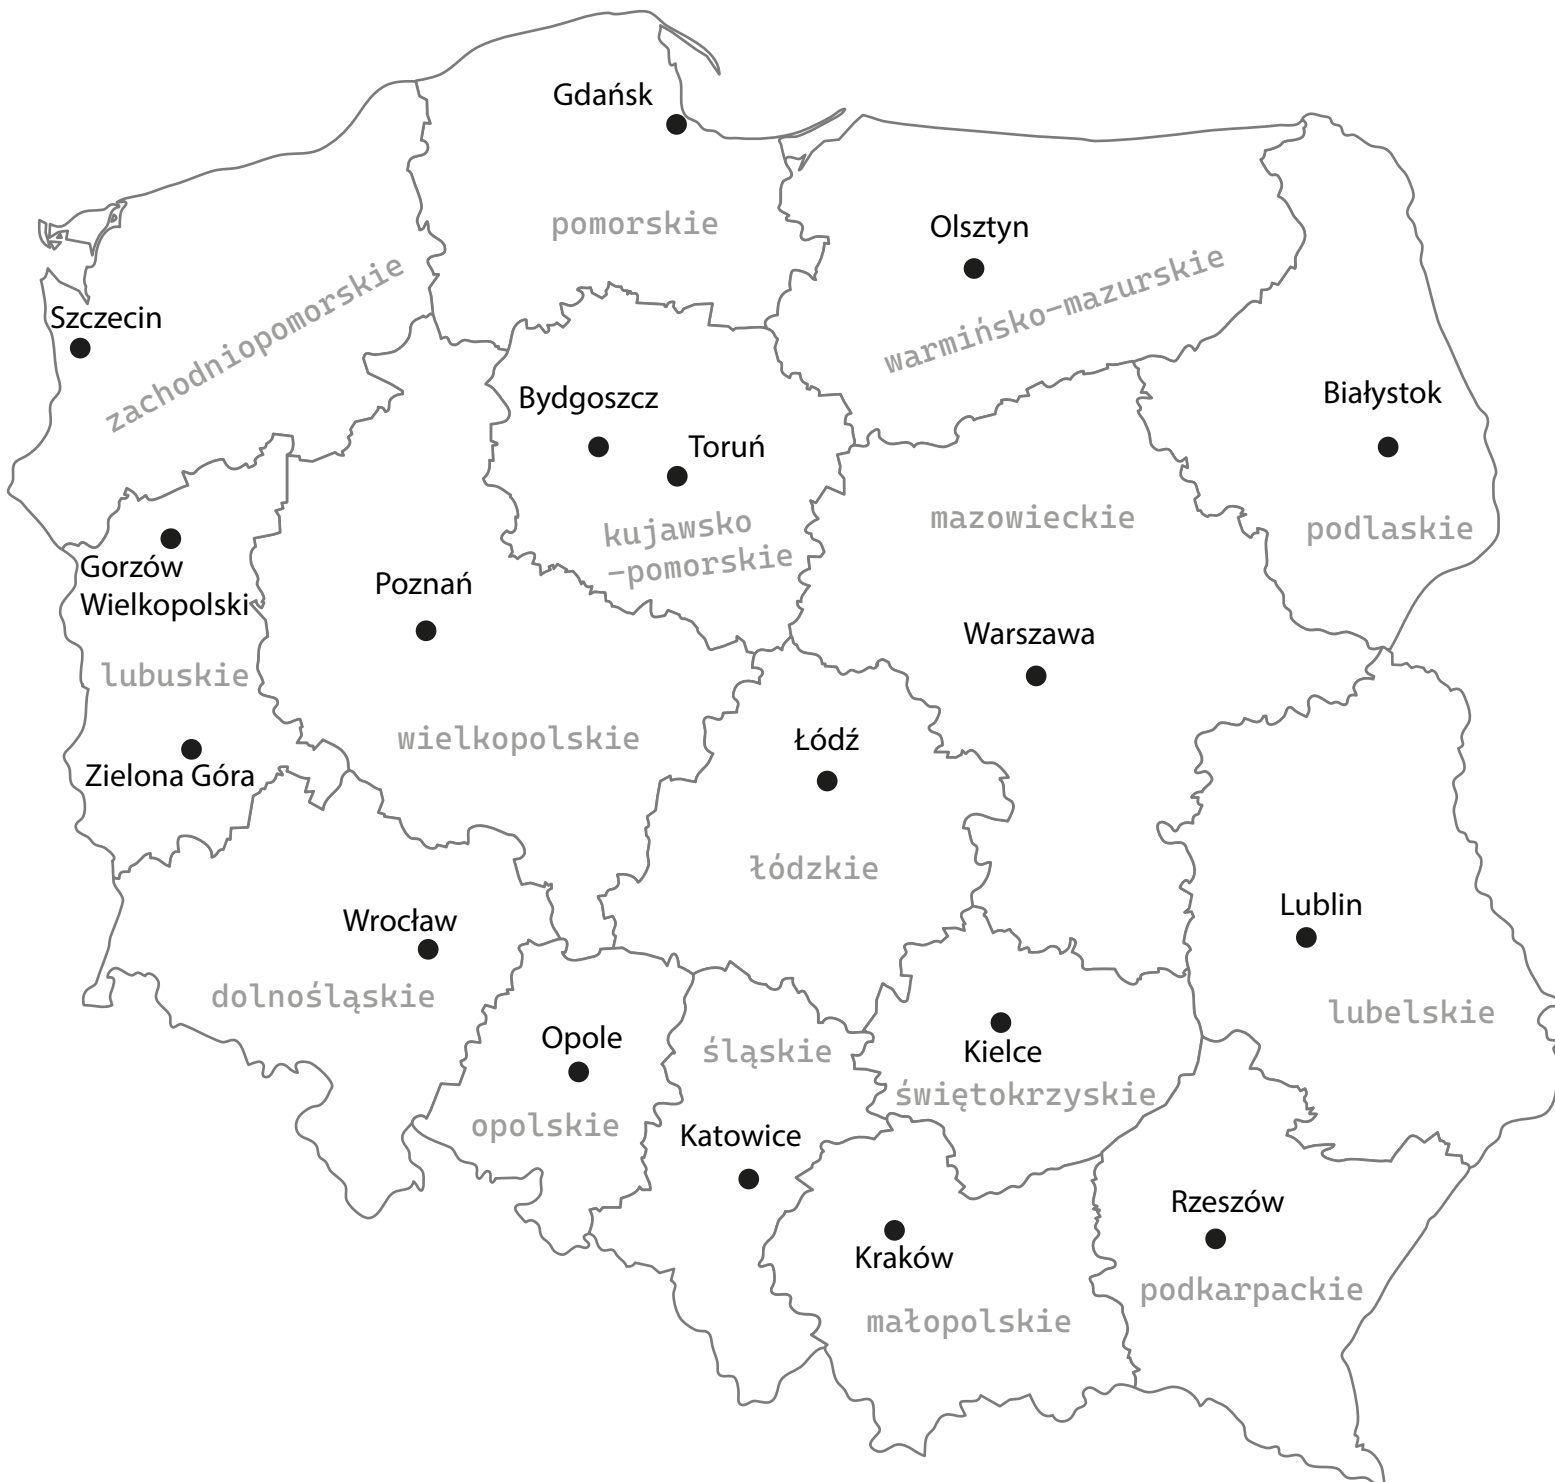 Gdańsk
pomorskie
Olsztyn
warmińsko-mazurskie
zachodniopomorskie
Szczecin
Bydgoszcz
Toruń
kujawsko
-pomorskie
Białystok
podlaskie
mazowieckie
Warszawa
Gorzów
Wielkopolski
lubuskie
Zielona Góra
Poznań
wielkopolskie
Łódź
łódzkie
Wrocław
dolnośląskie
Lublin
lubelskie
Opole
opolskie
śląskie
Katowice
Kielce
świętokrzyskie
Kraków
małopolskie
Rzeszów
podkarpackie